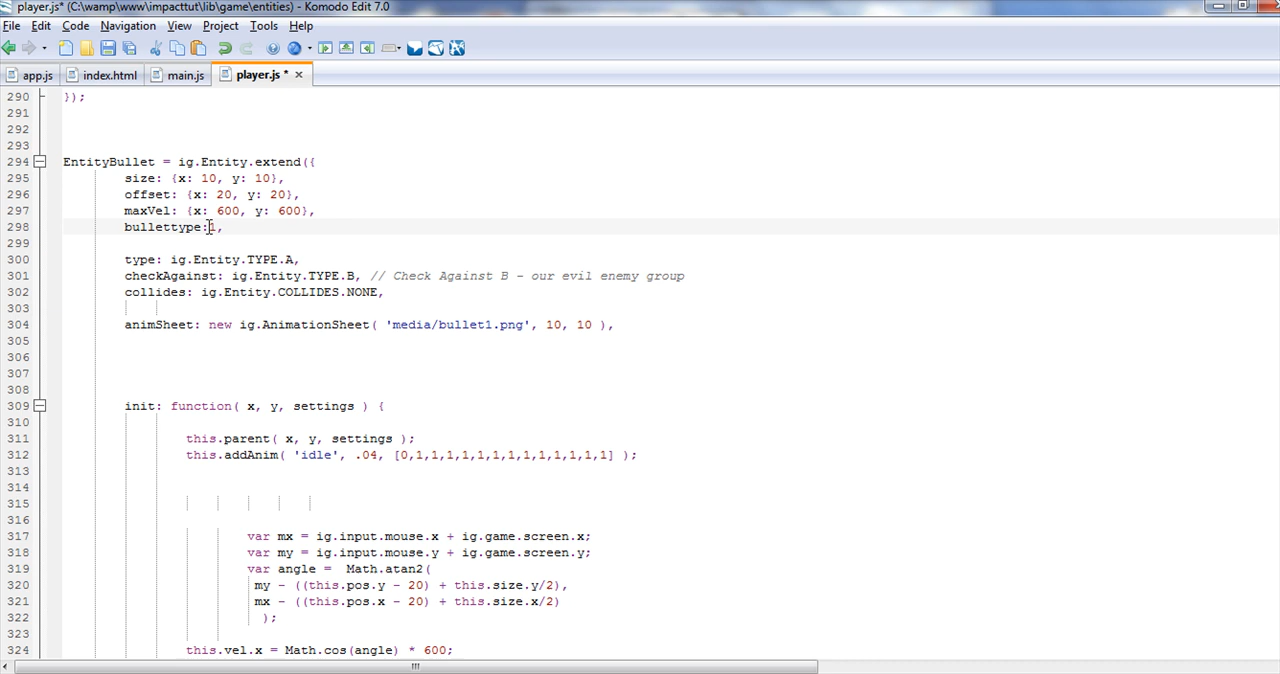 player.js* (C:\wamp\www\impacttut\lib\game\entities) - Komodo Edit 7.0
File Edit Code Navigation View Project Tools Help
app.js index.html main.js player.js *
290 });
291
292
293
294 EntityBullet = ig.Entity.extend({
295 size: {x: 10, y: 10},
296 offset: {x: 20, y: 20},
297 maxVel: {x: 600, y: 600},
298 bullettype:1,
299
300 type: ig.Entity.TYPE.A,
301 checkAgainst: ig.Entity.TYPE.B, // Check Against B - our evil enemy group
302 collides: ig.Entity.COLLIDES.NONE,
303
304 animSheet: new ig.AnimationSheet( 'media/bullet1.png', 10, 10 ),
305
306
307
308
309 init: function( x, y, settings ) {
310
311 this.parent( x, y, settings );
312 this.addAnim( 'idle', .04, [0,1,1,1,1,1,1,1,1,1,1,1,1,1] );
313
314
315
316
317 var mx = ig.input.mouse.x + ig.game.screen.x;
318 var my = ig.input.mouse.y + ig.game.screen.y;
319 var angle =  Math.atan2(
320 my - ((this.pos.y - 20) + this.size.y/2),
321 mx - ((this.pos.x - 20) + this.size.x/2)
322 );
323
324 this.vel.x = Math.cos(angle) * 600;